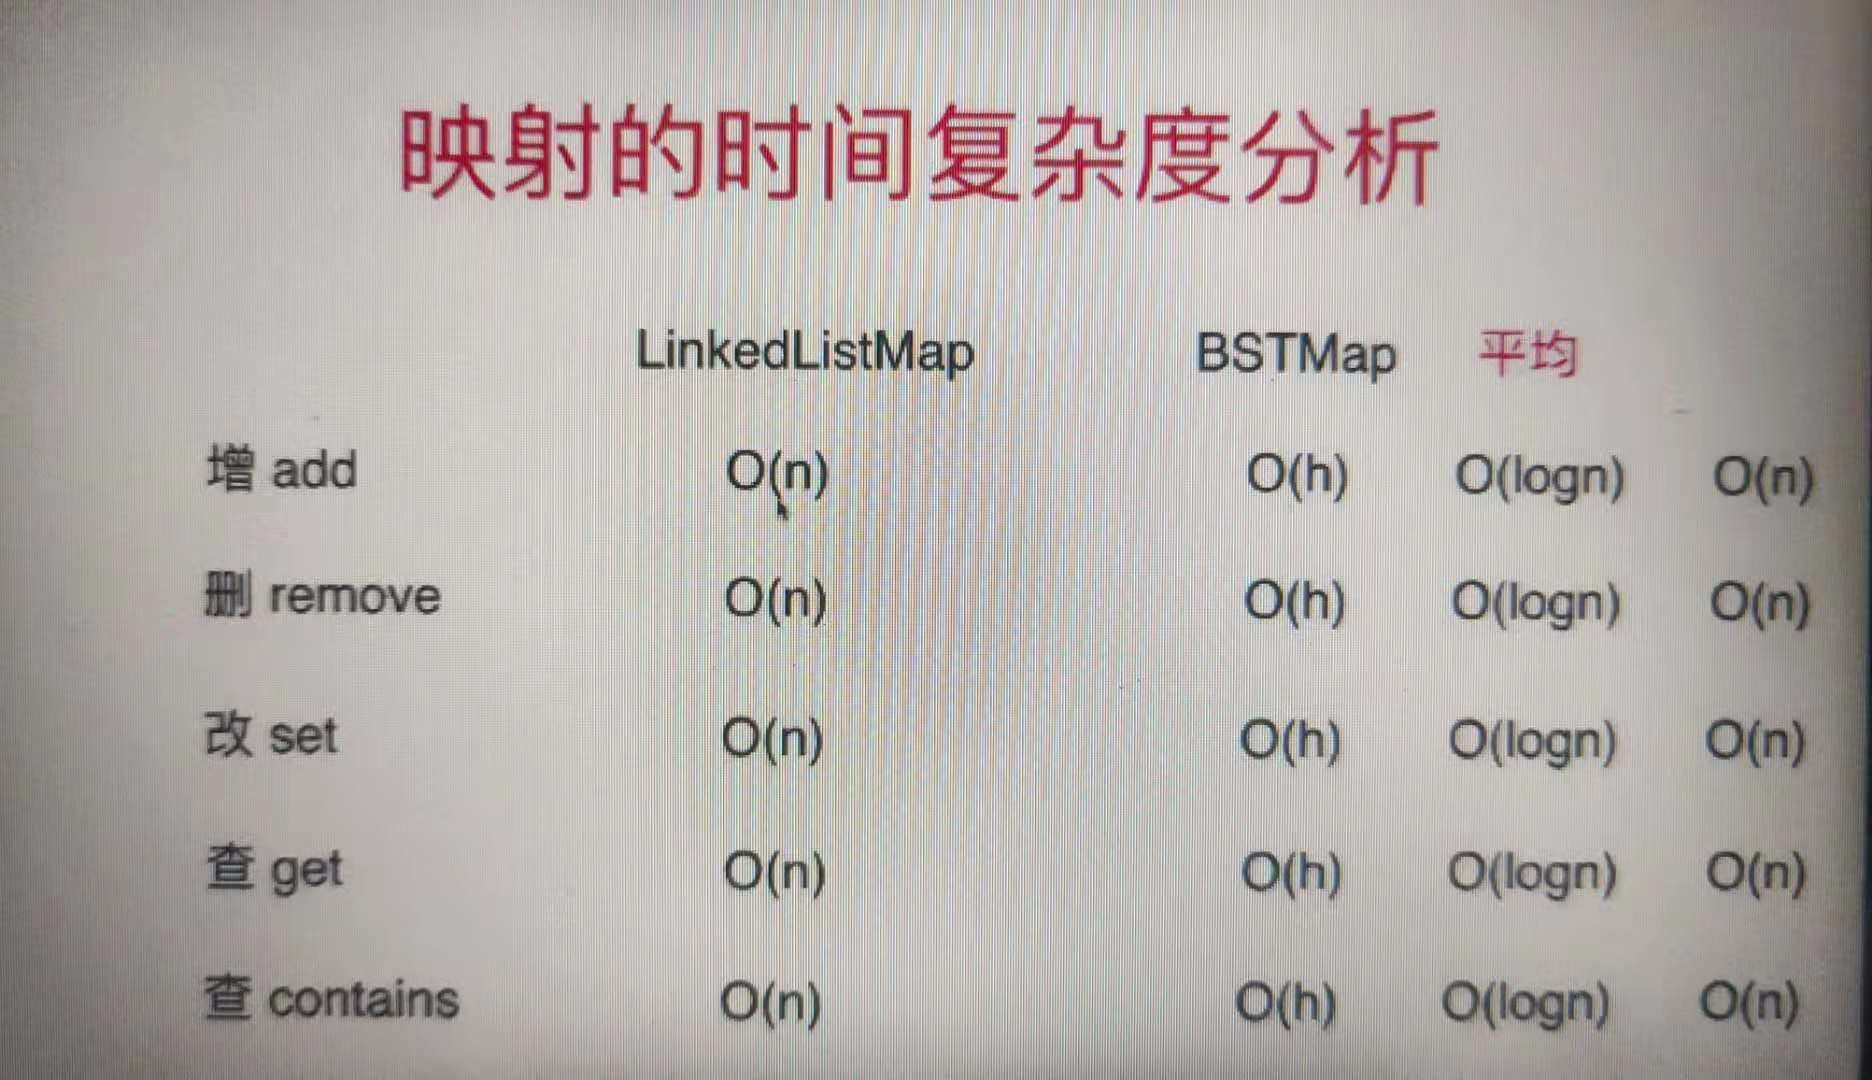 映射的时间复杂度分析
LinkedListMap BSTMap 平均
增 add O(n) O(h) O(logn) O(n)
删 remove O(n) O(h) O(logn) O(n)
改 set O(n) O(h) O(logn) O(n)
查 get O(n) O(h) O(logn) O(n)
查 contains O(n) O(h) O(logn) O(n)